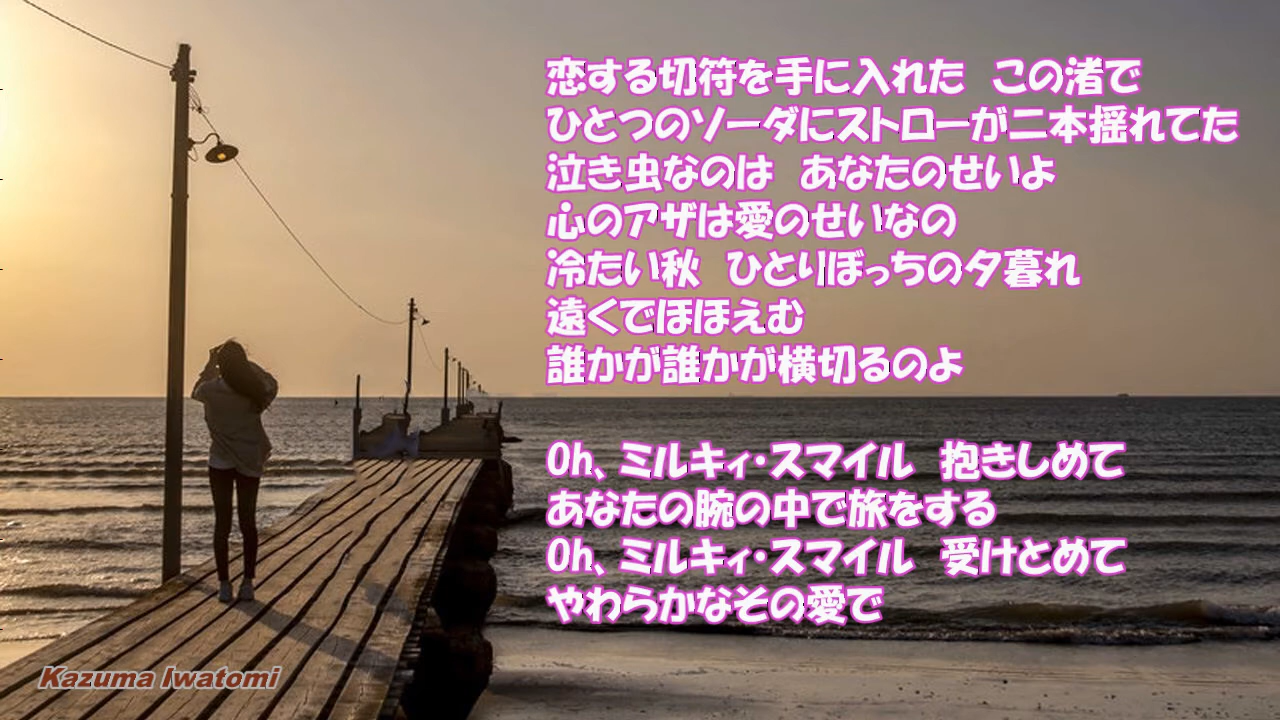 恋する切符を手に入れた　この渚で
ひとつのソーダにストローが二本揺れてた
泣き虫なのは　あなたのせいよ
心のアザは愛のせいなの
冷たい秋　ひとりぼっちの夕暮れ
遠くでほほえむ
誰かが誰かが横切るのよ
Oh、ミルキィ・スマイル　抱きしめて
あなたの腕の中で旅をする
Oh、ミルキィ・スマイル　受けとめて
やわらかなその愛で
Kazuma Iwatomi